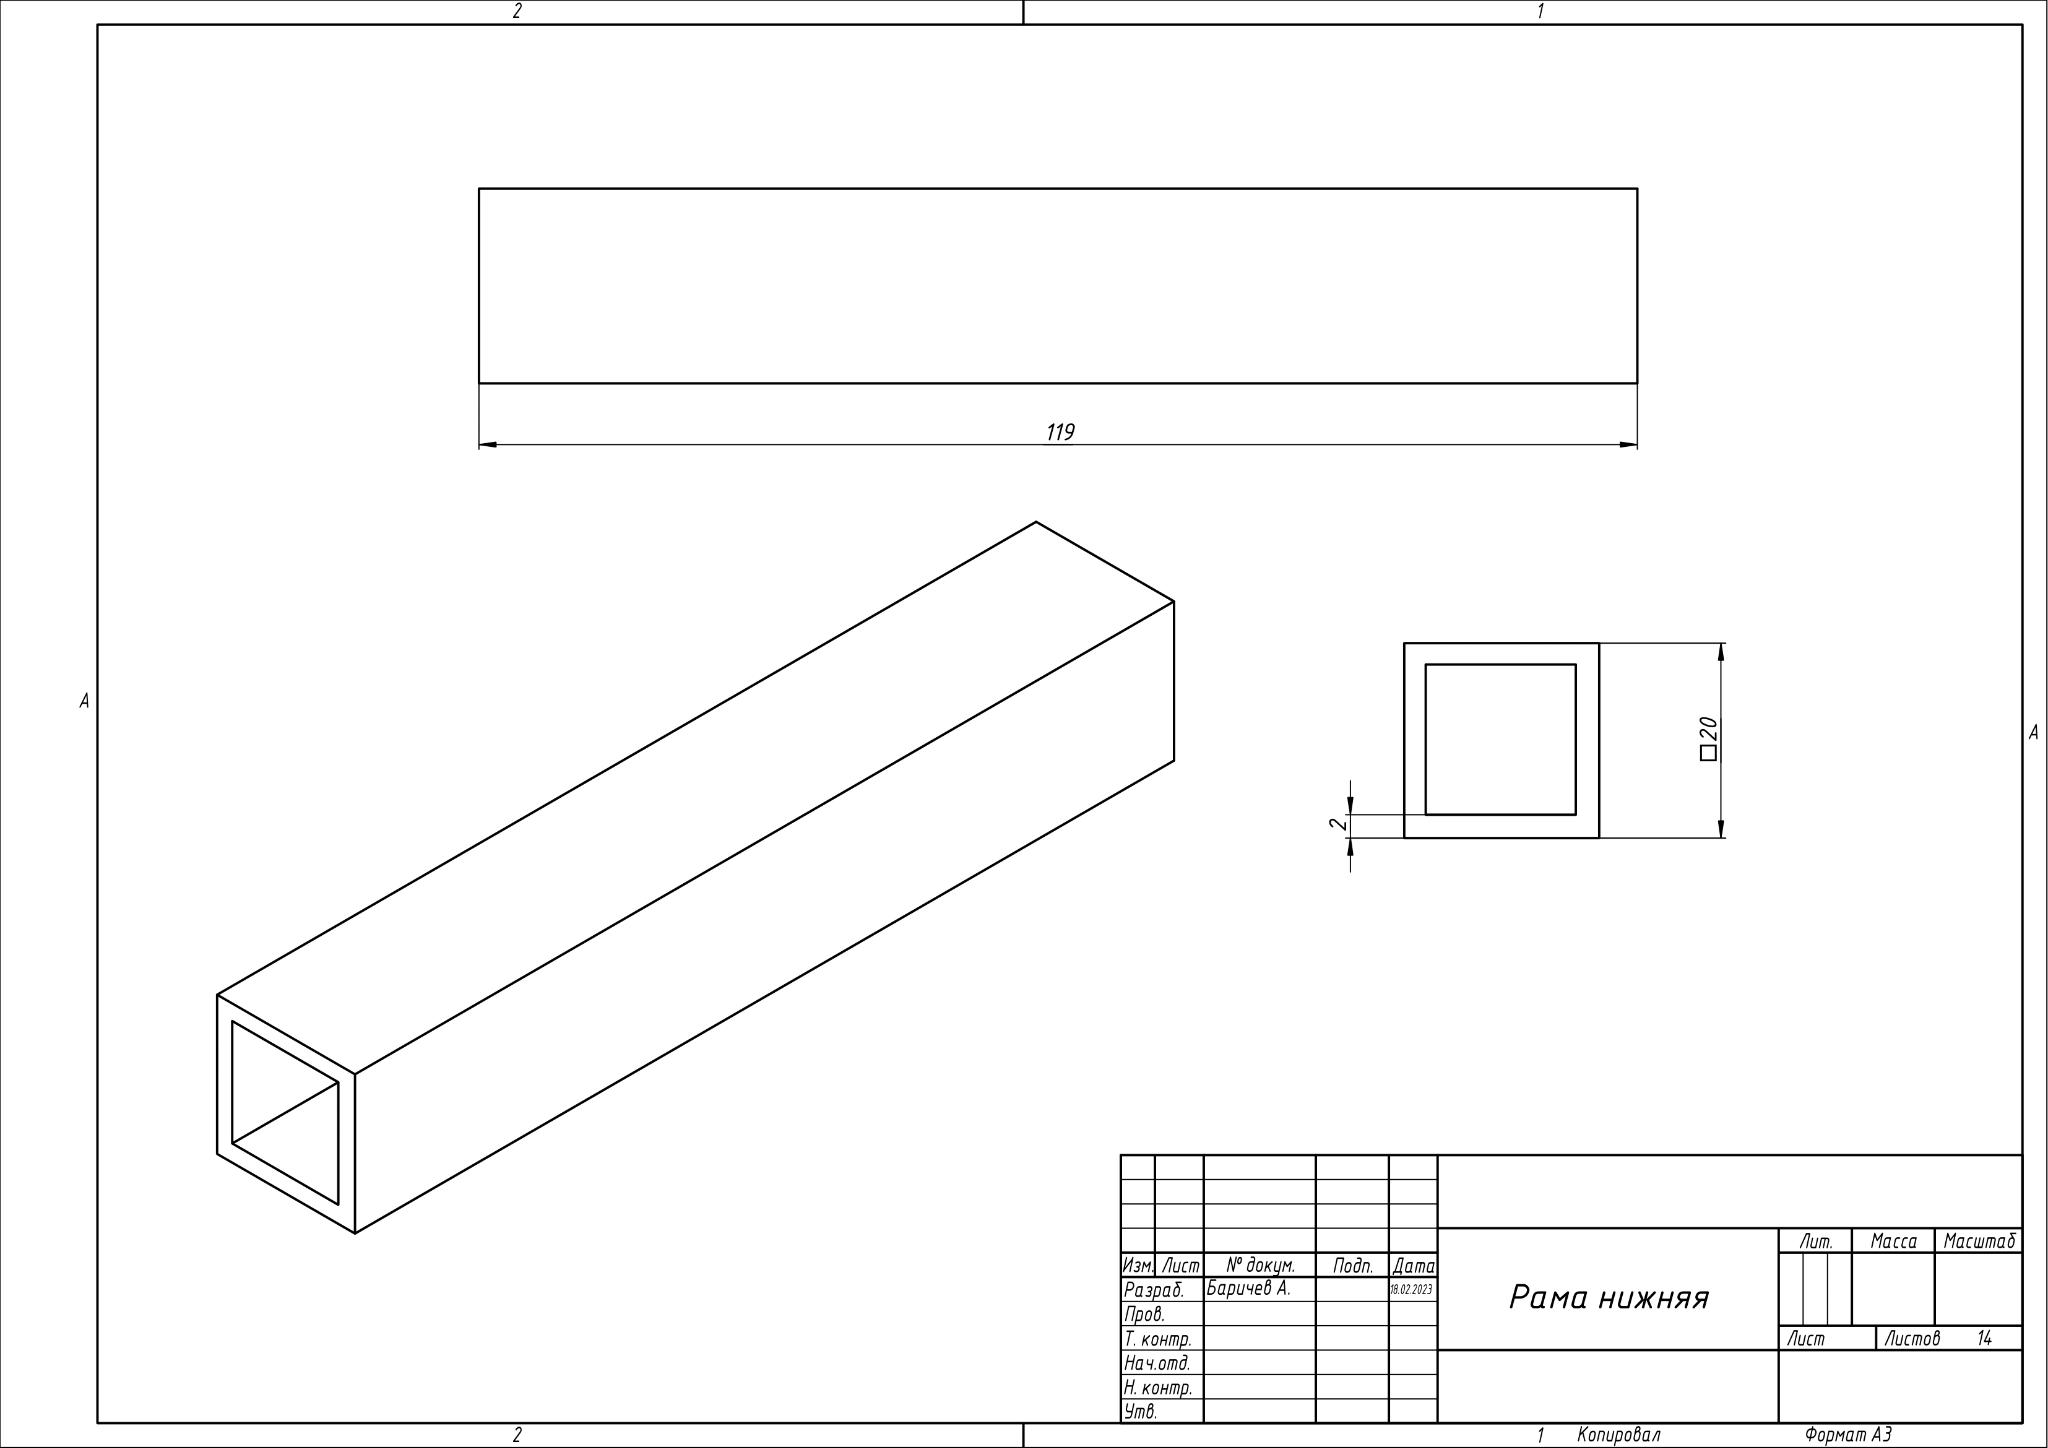 2 1
119
A
□20
A
2
Лит. Масса Масштаб
Изм. Лист № докум. Подп. Дата
Разраб. Баричев А. 18.02.2023
Рама нижняя
Пров.
Т. контр.
Лист Листов 14
Нач.отд.
Н. контр.
Утв.
2 1 Копировал Формат А3